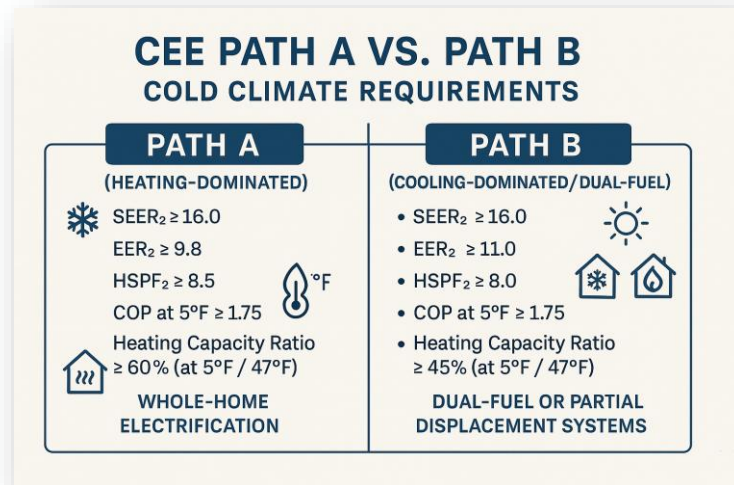 CEE PATH A VS. PATH B
COLD CLIMATE REQUIREMENTS
PATH A
(HEATING-DOMINATED)
SEER₂ ≥ 16.0
EER₂ ≥ 9.8
HSPF₂ ≥ 8.5
°F
COP at 5°F ≥ 1.75
Heating Capacity Ratio
≥ 60% (at 5°F / 47°F)
WHOLE-HOME
ELECTRIFICATION
PATH B
(COOLING-DOMINATED/DUAL-FUEL)
• SEER₂ ≥ 16.0
• EER₂ ≥ 11.0
• HSPF₂ ≥ 8.0
• COP at 5°F ≥ 1.75
• Heating Capacity Ratio
≥ 45% (at 5°F / 47°F)
DUAL-FUEL OR PARTIAL
DISPLACEMENT SYSTEMS